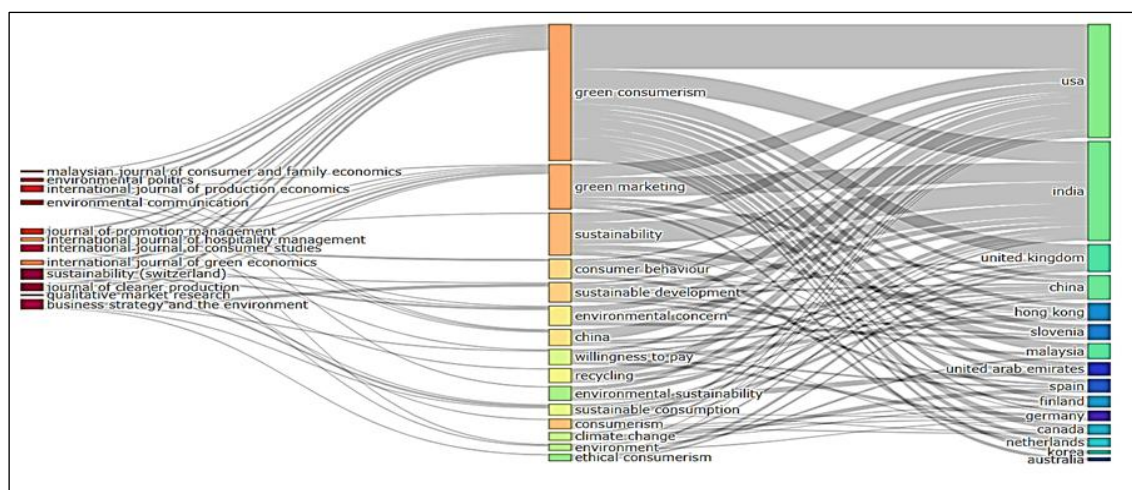 malaysian journal of consumer and family economics
environmental politics
international journal of production economics
environmental communication
journal of promotion management
international journal of hospitality management
international journal of consumer studies
international journal of green economics
sustainability (switzerland)
journal of cleaner production
qualitative market research
business strategy and the environment
green consumerism
green marketing
sustainability
consumer behaviour
sustainable development
environmental concern
china
willingness to pay
recycling
environmental sustainability
sustainable consumption
consumerism
climate change
environment
ethical consumerism
usa
india
united kingdom
china
hong kong
slovenia
malaysia
united arab emirates
spain
finland
germany
canada
netherlands
korea
australia